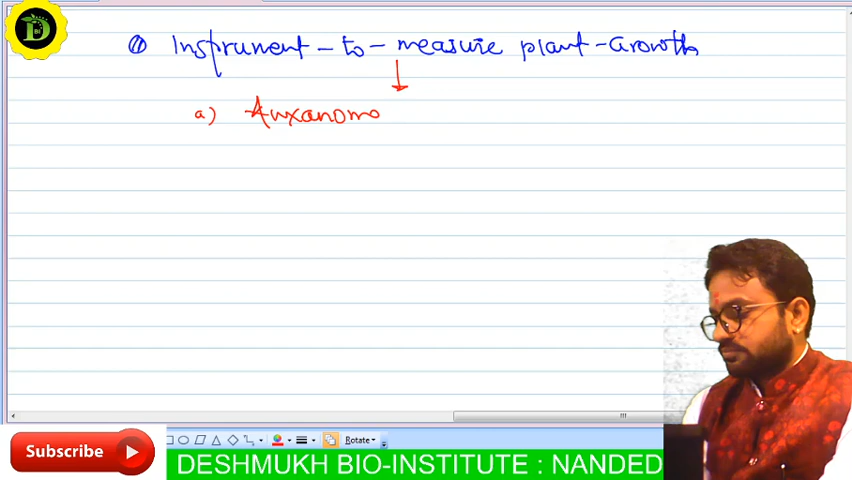 Instrument - to - measure plant - Growth
a) Auxanomo
Rotate
Subscribe
DESHMUKH BIO-INSTITUTE : NANDED